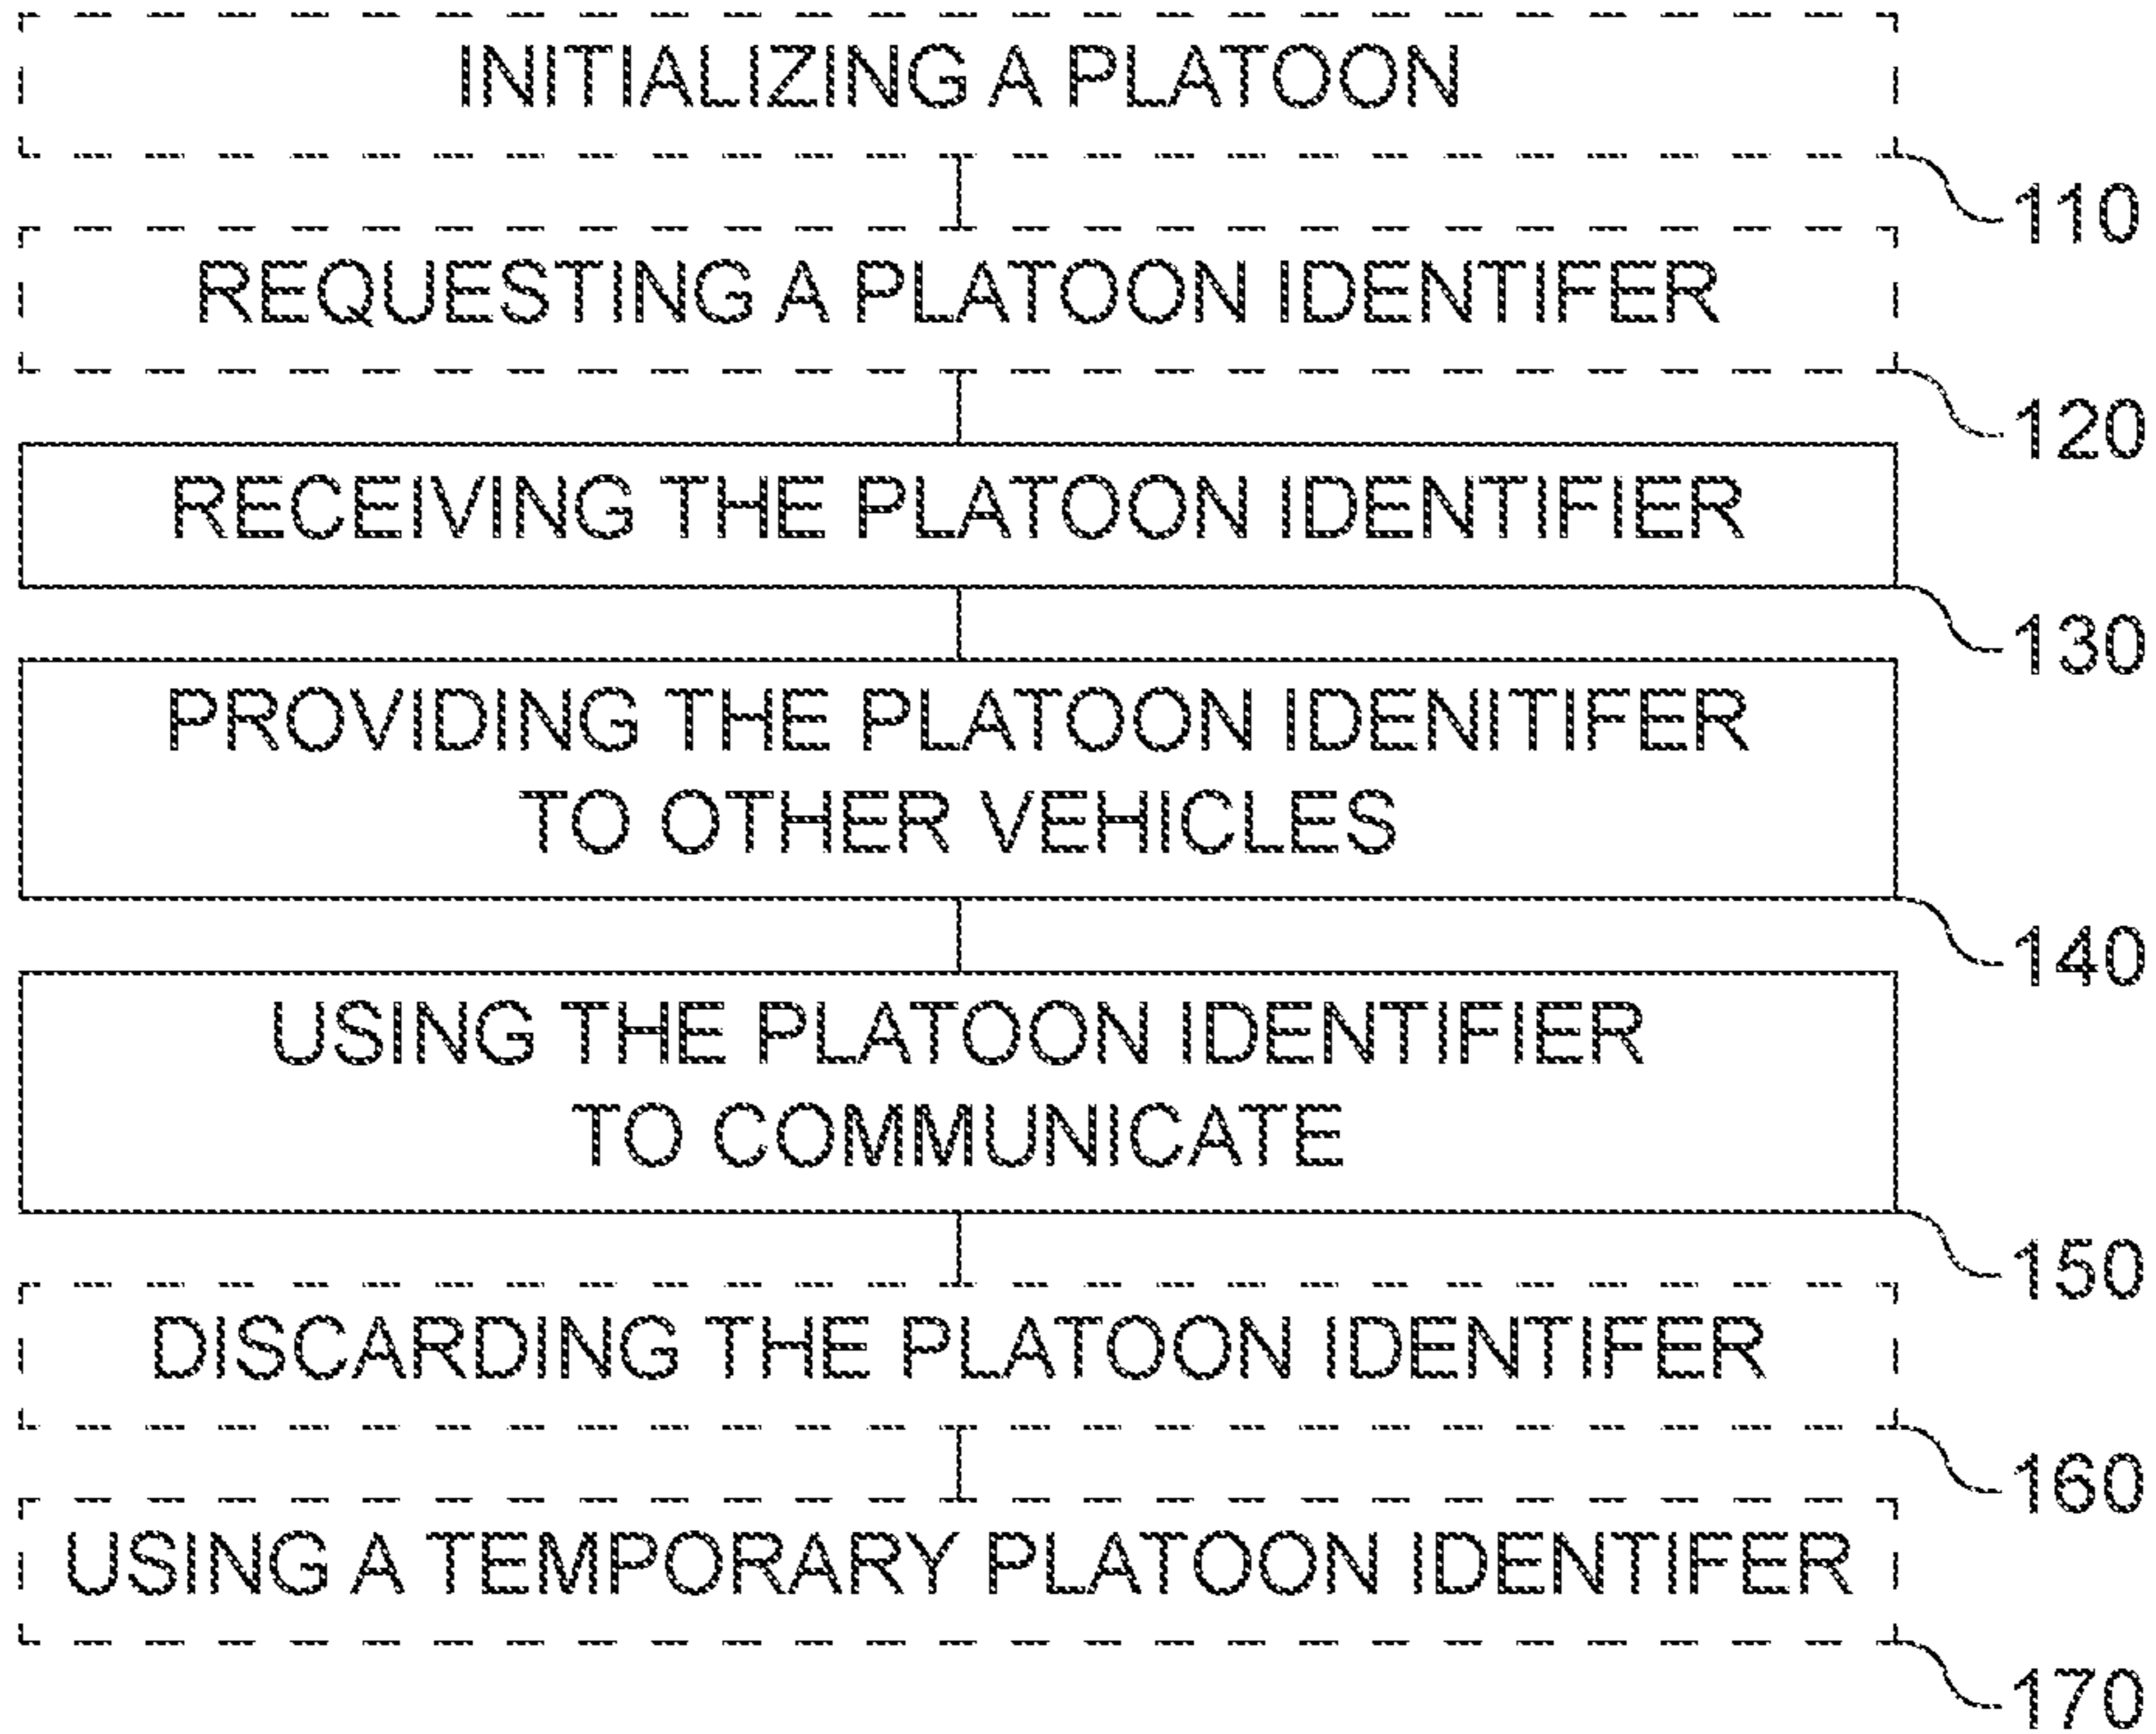 INITIALIZING A PLATOON
110
REQUESTING A PLATOON IDENTIFER
120
RECEIVING THE PLATOON IDENTIFIER
130
PROVIDING THE PLATOON IDENITIFER
TO OTHER VEHICLES
140
USING THE PLATOON IDENTIFIER
TO COMMUNICATE
150
DISCARDING THE PLATOON IDENTIFER
160
USING A TEMPORARY PLATOON IDENTIFER
170